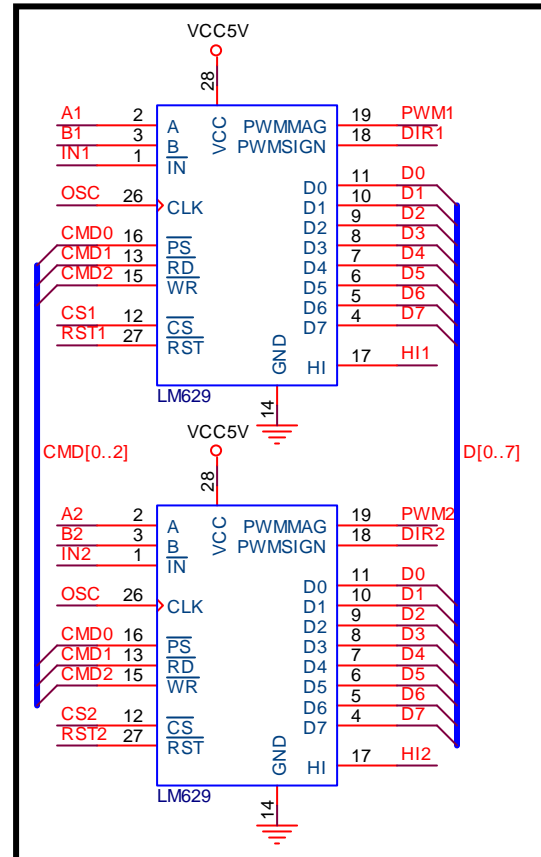 VCC5V
28
A1 2 A VCC PWMMAG 19 PWM1
B1 3 B PWMSIGN 18 DIR1
IN1 1 IN
D0 11 D0
OSC 26 CLK D1 10 D1
D2 9 D2
CMD0 16 PS D3 8 D3
CMD1 13 RD D4 7 D4
CMD2 15 WR D5 6 D5
D6 5 D6
CS1 12 CS D7 4 D7
RST1 27 RST
GND HI 17 HI1
LM629
14
VCC5V
CMD[0..2] D[0..7]
28
A2 2 A VCC PWMMAG 19 PWM2
B2 3 B PWMSIGN 18 DIR2
IN2 1 IN
D0 11 D0
OSC 26 CLK D1 10 D1
D2 9 D2
CMD0 16 PS D3 8 D3
CMD1 13 RD D4 7 D4
CMD2 15 WR D5 6 D5
D6 5 D6
CS2 12 CS D7 4 D7
RST2 27 RST
GND HI 17 HI2
LM629
14